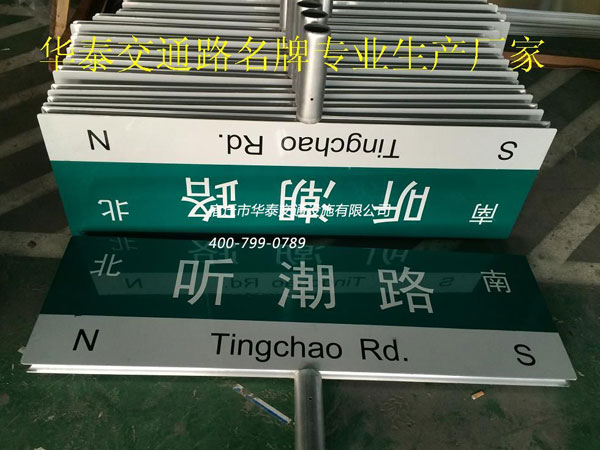 华泰交通路名牌专业生产厂家
N Tingchao Rd. S
北 听潮路 南
市华泰交通设施有限公司
400-799-0789
北 听潮路 南
N Tingchao Rd. S